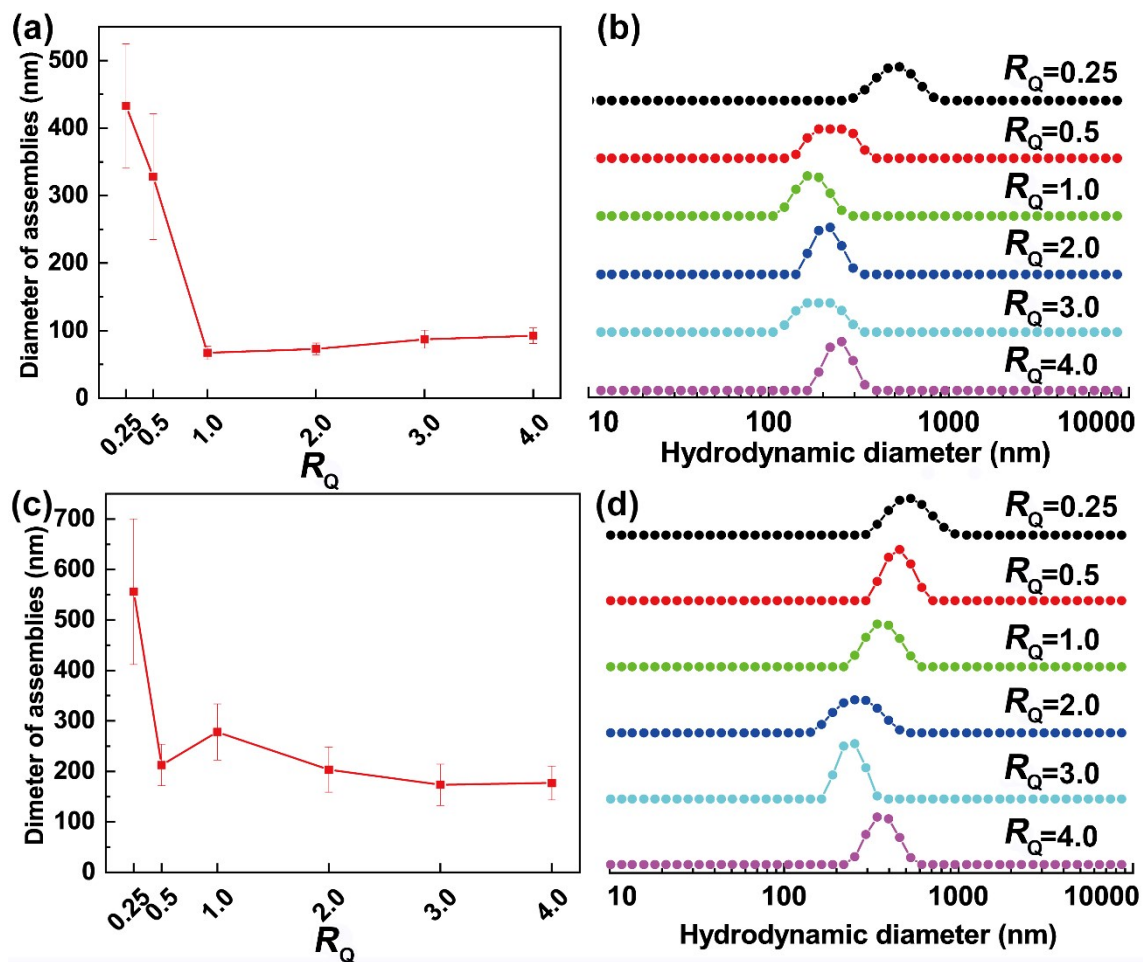 (a)
Diameter of assemblies (nm)
500
400
300
200
100
0
0.25
0.5
1.0
2.0
3.0
4.0
RQ
(b)
RQ=0.25
RQ=0.5
RQ=1.0
RQ=2.0
RQ=3.0
RQ=4.0
10
100
1000
10000
Hydrodynamic diameter (nm)
(c)
Dimeter of assemblies (nm)
700
600
500
400
300
200
100
0
0.25
0.5
1.0
2.0
3.0
4.0
RQ
(d)
RQ=0.25
RQ=0.5
RQ=1.0
RQ=2.0
RQ=3.0
RQ=4.0
10
100
1000
10000
Hydrodynamic diameter (nm)